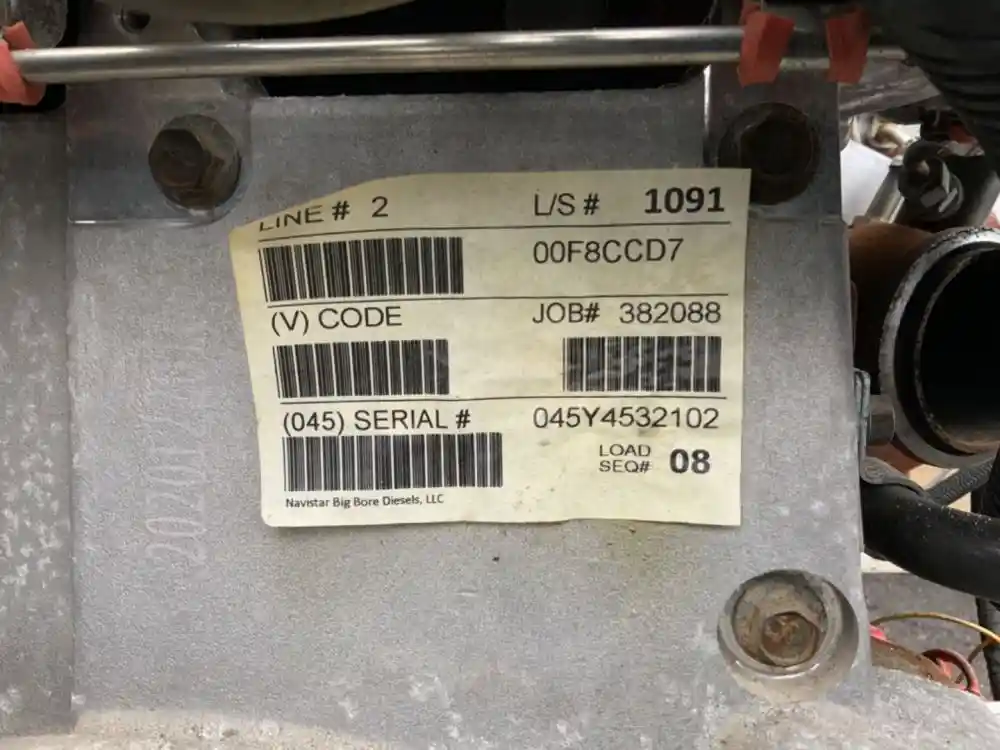 LINE # 2 L/S # 1091
00F8CCD7
(V) CODE JOB# 382088
(045) SERIAL # 045Y4532102
LOAD
SEQ# 08
Navistar Big Bore Diesels, LLC